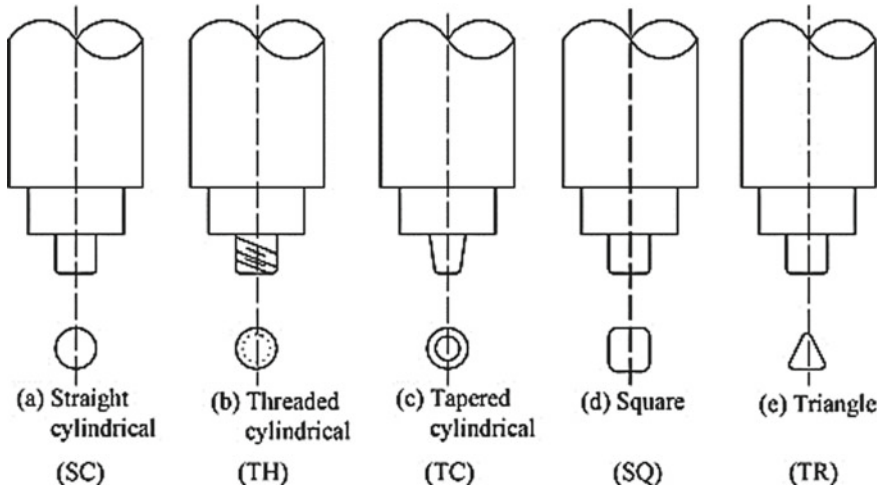 (a) Straight cylindrical
(SC)
(b) Threaded cylindrical
(TH)
(c) Tapered cylindrical
(TC)
(d) Square
(SQ)
(e) Triangle
(TR)